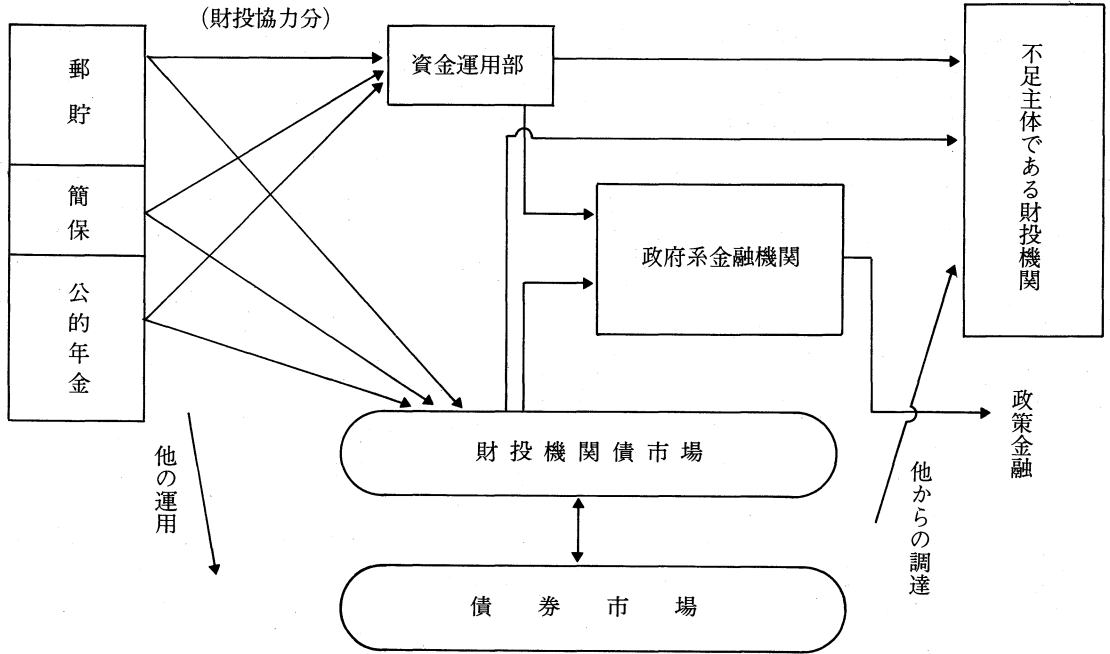 (財投協力分)
郵貯
簡保
公的年金
資金運用部
不足主体である財投機関
政府系金融機関
政策金融
財投機関債市場
他の運用
他からの調達
債券市場